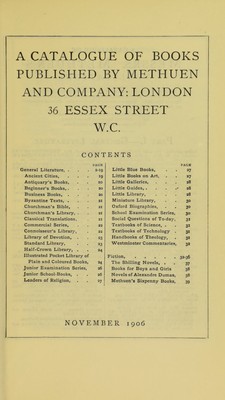 A CATALOGUE OF BOOKS
PUBLISHED BY METHUEN
AND COMPANY: LONDON
36 ESSEX STREET
W.C.
CONTENTS
PAGE
General Literature, . . . 2-19
Ancient Cities, . . . 19
Antiquary's Books, . . . 20
Beginner's Books, . . . 20
Business Books, . . . 20
Byzantine Texts, . . . 21
Churchman's Bible, . . . 21
Churchman's Library, . . . 21
Classical Translations, . . . 21
Commercial Series, . . . 22
Connoisseur's Library, . . . 22
Library of Devotion, . . . 23
Standard Library, . . . 23
Half-Crown Library, . . . 24
Illustrated Pocket Library of
Plain and Coloured Books, 24
Junior Examination Series, 26
Junior School-Books, . . . 26
Leaders of Religion, . . . 27
PAGE
Little Blue Books, . . . 27
Little Books on Art, . . . 27
Little Galleries, . . . 28
Little Guides, . . . 28
Little Library, . . . 28
Miniature Library, . . . 30
Oxford Biographies, . . . 30
School Examination Series, 30
Social Questions of To-day, 31
Textbooks of Science, . . . 31
Textbooks of Technology 31
Handbooks of Theology, . 31
Westminster Commentaries, 32
Fiction, . . . 32-36
The Shilling Novels, . . . 37
Books for Boys and Girls 38
Novels of Alexandre Dumas, 38
Methuen's Sixpenny Books, 39
NOVEMBER 1906